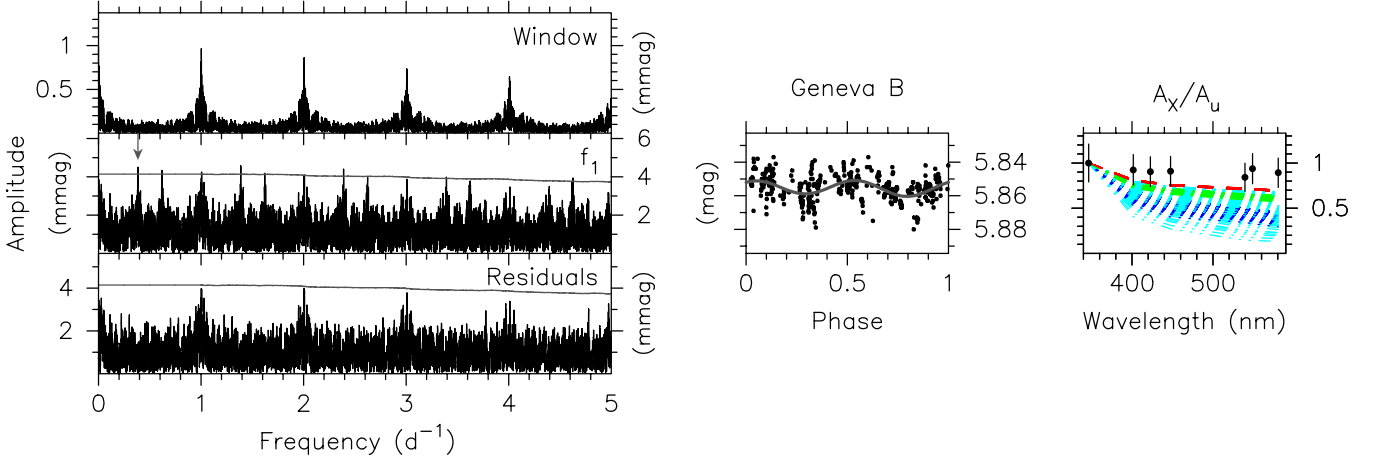 Window
1
0.5
(mmag)
f1
6
4
2
4
2
Amplitude
(mmag)
Residuals
4
2
(mmag)
0 1 2 3 4 5
Frequency (d⁻¹)
Geneva B
(mag)
5.84
5.86
5.88
0 0.5 1
Phase
AX/Au
1
0.5
400 500
Wavelength (nm)